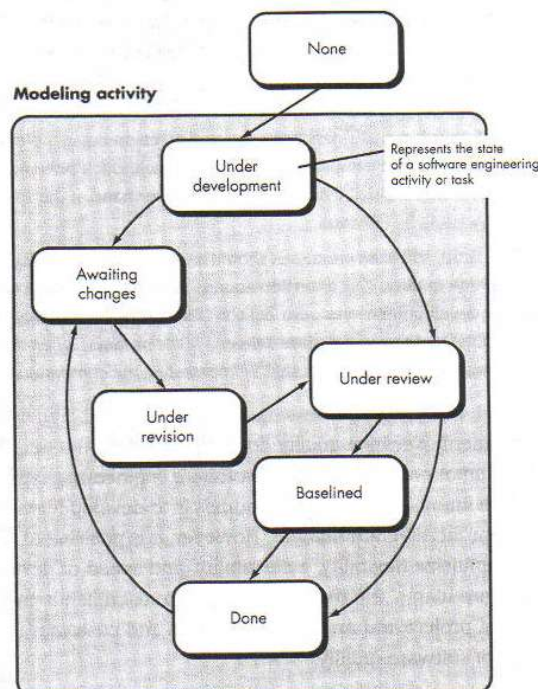 None
Modeling activity
Under
development
Represents the state
of a software engineering
activity or task
Awaiting
changes
Under review
Under
revision
Baselined
Done